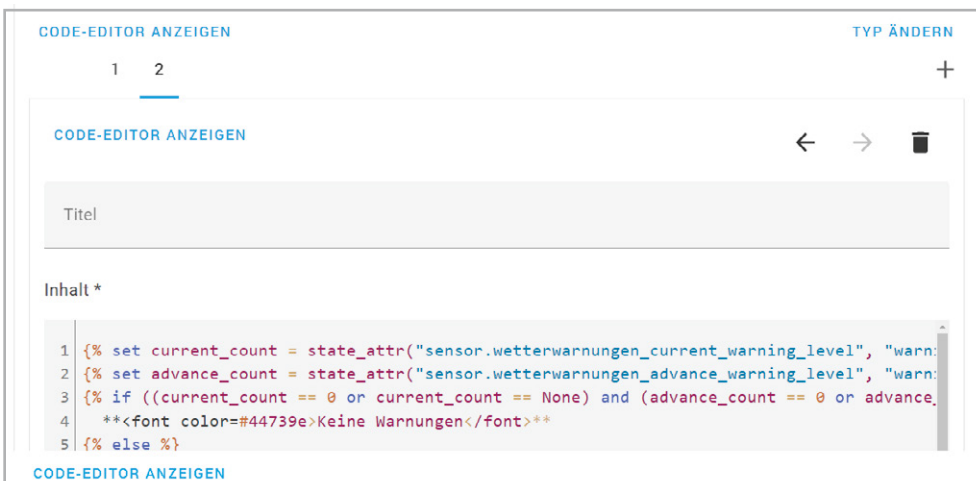 CODE-EDITOR ANZEIGEN TYP ÄNDERN
1 2 +
CODE-EDITOR ANZEIGEN
Titel
Inhalt *
1 {% set current_count = state_attr("sensor.wetterwarnungen_current_warning_level", "warn
2 {% set advance_count = state_attr("sensor.wetterwarnungen_advance_warning_level", "warn
3 {% if ((current_count == 0 or current_count == None) and (advance_count == 0 or advance_
4 **<font color=#44739e>Keine Warnungen</font>**
5 {% else %}
CODE-EDITOR ANZEIGEN